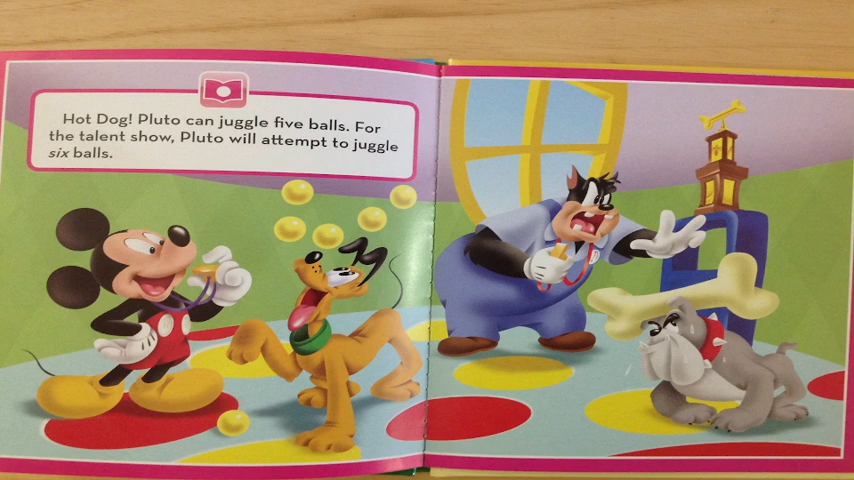 Hot Dog! Pluto can juggle five balls. For
the talent show, Pluto will attempt to juggle
six balls.